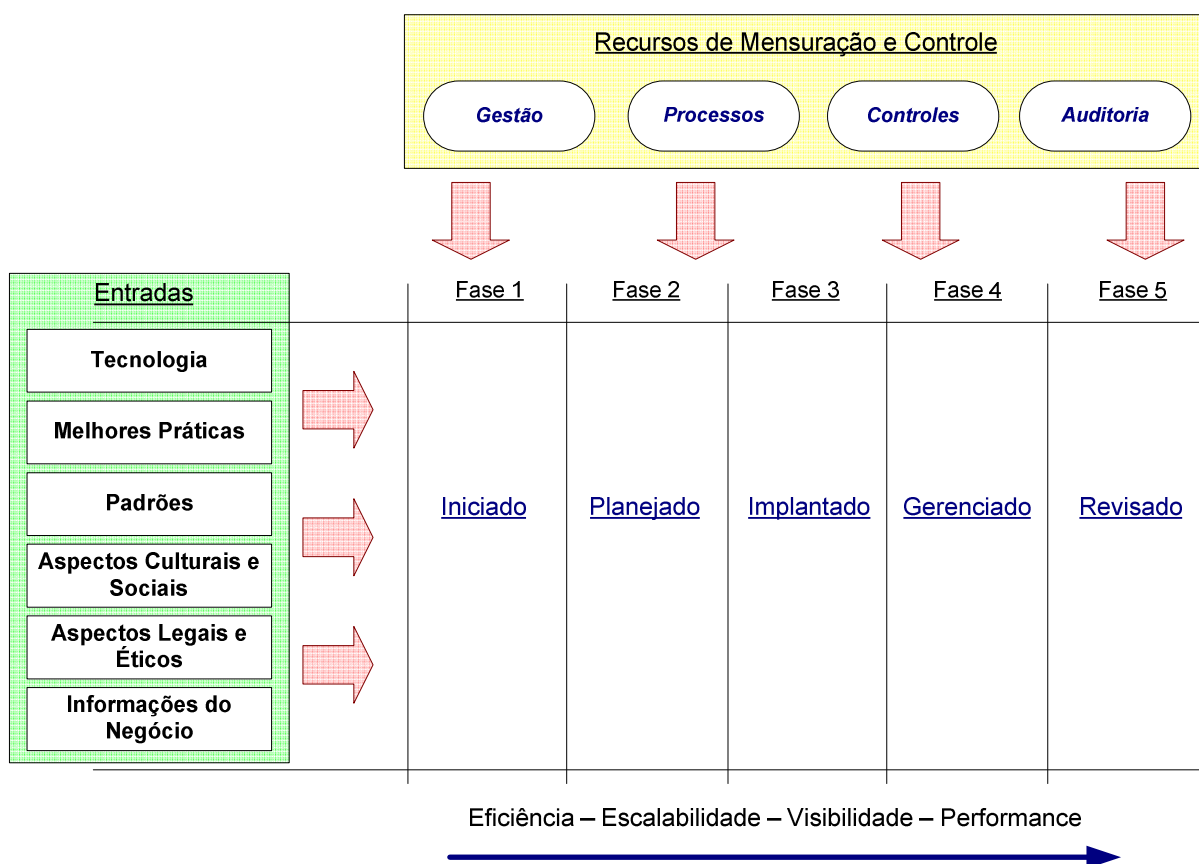 Recursos de Mensuração e Controle
Gestão
Processos
Controles
Auditoria
Entradas
Fase 1
Fase 2
Fase 3
Fase 4
Fase 5
Tecnologia
Melhores Práticas
Padrões
Aspectos Culturais e
Sociais
Aspectos Legais e
Éticos
Informações do
Negócio
Iniciado
Planejado
Implantado
Gerenciado
Revisado
Eficiência – Escalabilidade – Visibilidade – Performance